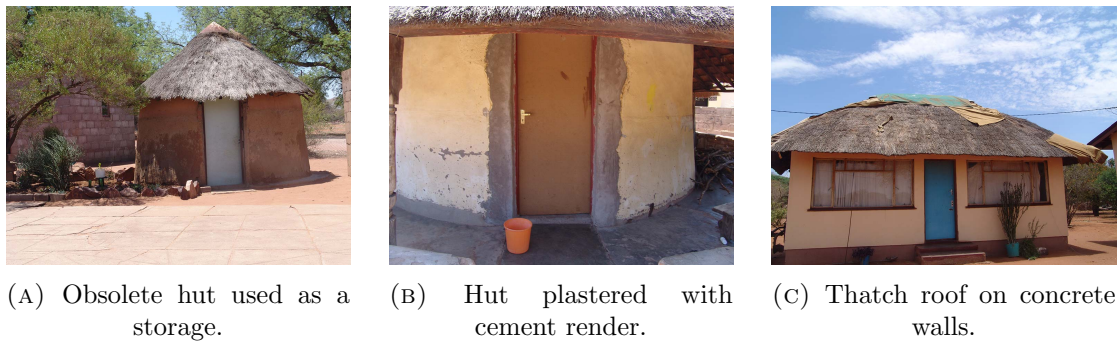 (A) Obsolete hut used as a
storage.
(B) Hut plastered with
cement render.
(C) Thatch roof on concrete
walls.